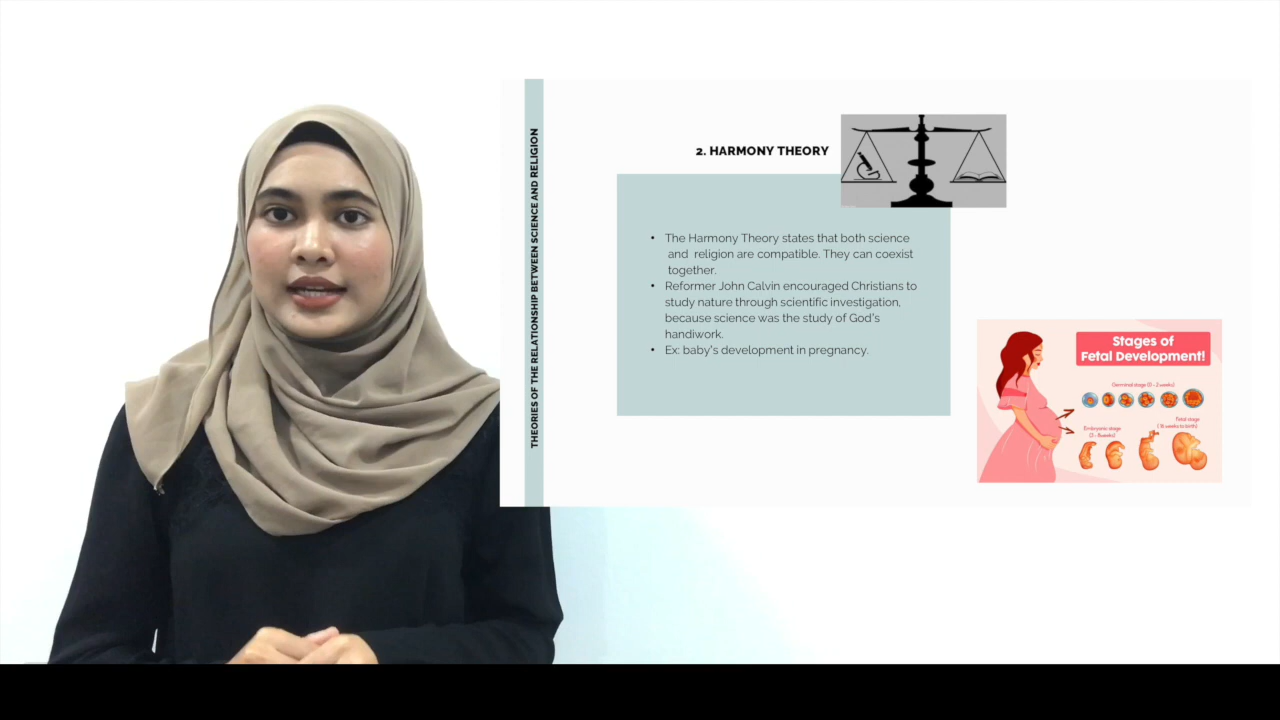 THEORIES OF THE RELATIONSHIP BETWEEN SCIENCE AND RELIGION
2. HARMONY THEORY
• The Harmony Theory states that both science
and religion are compatible. They can coexist
together.
• Reformer John Calvin encouraged Christians to
study nature through scientific investigation,
because science was the study of God's
handiwork.
• Ex: baby's development in pregnancy.
Stages of
Fetal Development!
Germinal stage (0 - 2 weeks)
Embryonic stage
Fetal stage